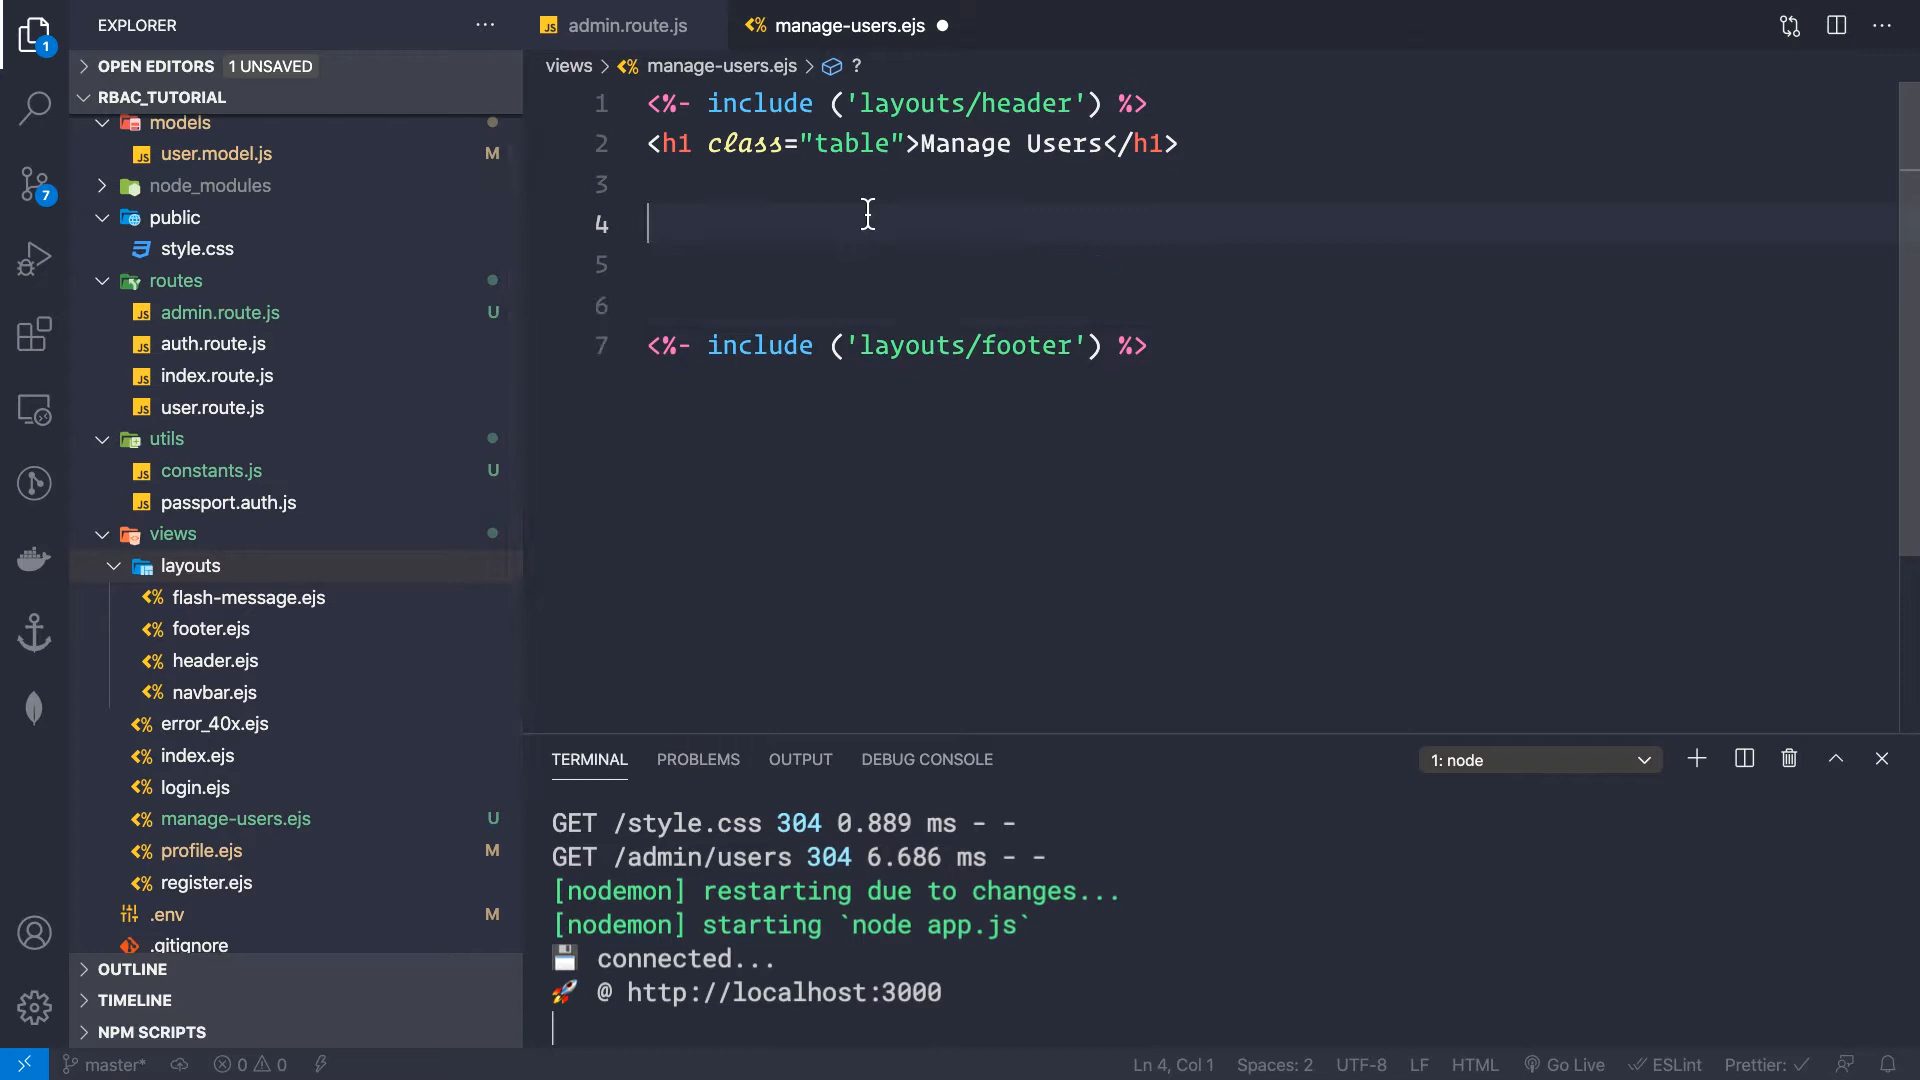 EXPLORER
1
OPEN EDITORS 1 UNSAVED
RBAC_TUTORIAL
models
user.model.js M
node_modules
7
public
style.css
routes
admin.route.js U
auth.route.js
index.route.js
user.route.js
utils
constants.js U
passport.auth.js
views
layouts
flash-message.ejs
footer.ejs
header.ejs
navbar.ejs
error_40x.ejs
index.ejs
login.ejs
manage-users.ejs U
profile.ejs M
register.ejs
.env M
.gitignore
OUTLINE
TIMELINE
NPM SCRIPTS
admin.route.js manage-users.ejs
views > manage-users.ejs > ?
1 <%- include ('layouts/header') %>
2 <h1 class="table">Manage Users</h1>
3
4
5
6
7 <%- include ('layouts/footer') %>
TERMINAL PROBLEMS OUTPUT DEBUG CONSOLE 1: node
GET /style.css 304 0.889 ms - -
GET /admin/users 304 6.686 ms - -
[nodemon] restarting due to changes...
[nodemon] starting `node app.js`
connected...
@ http://localhost:3000
master* 0 0 Ln 4, Col 1 Spaces: 2 UTF-8 LF HTML Go Live ESLint Prettier: ✓